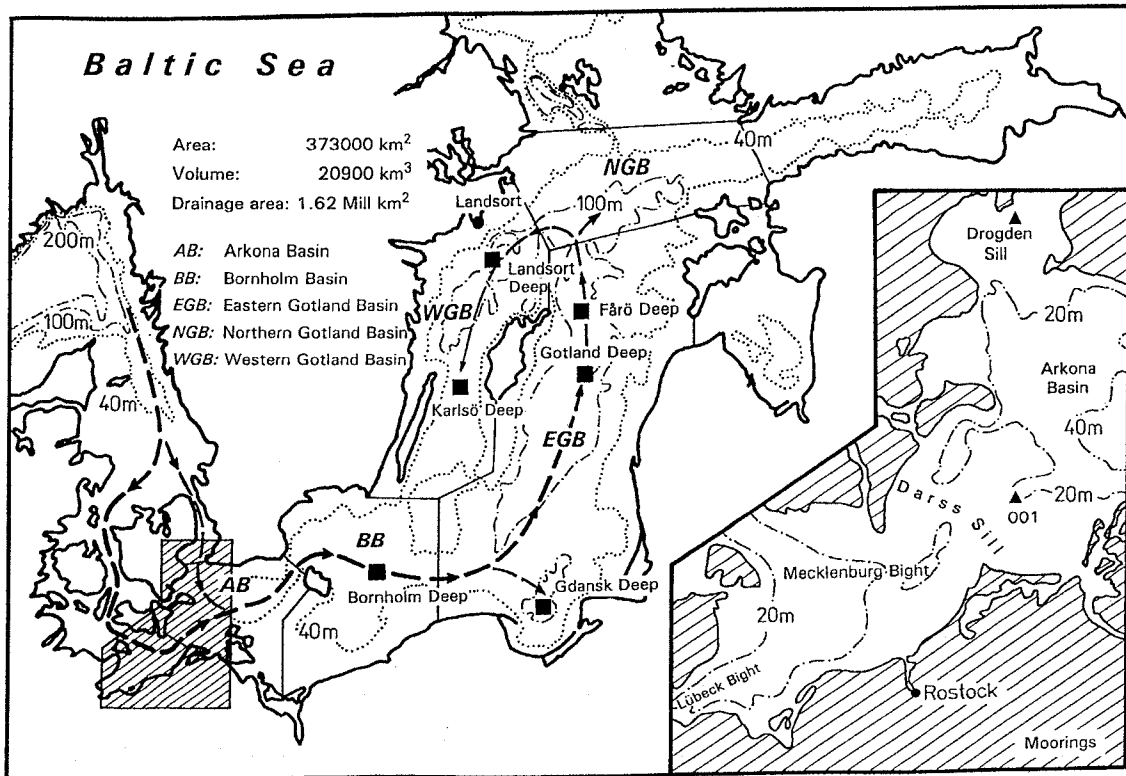 Baltic Sea
Area: 373000 km²
Volume: 20900 km³
Drainage area: 1.62 Mill km²
AB: Arkona Basin
BB: Bornholm Basin
EGB: Eastern Gotland Basin
NGB: Northern Gotland Basin
WGB: Western Gotland Basin
200m
100m
40m
Landsort
NGB
40m
100m
Landsort
Deep
WGB
Fårö Deep
Gotland Deep
Karlsö Deep
EGB
BB
AB
Bornholm Deep
Gdansk Deep
40m
Drogden
Sill
20m
Arkona
Basin
40m
Darss Sill
20m
001
Mecklenburg Bight
20m
Lübeck Bight
Rostock
Moorings